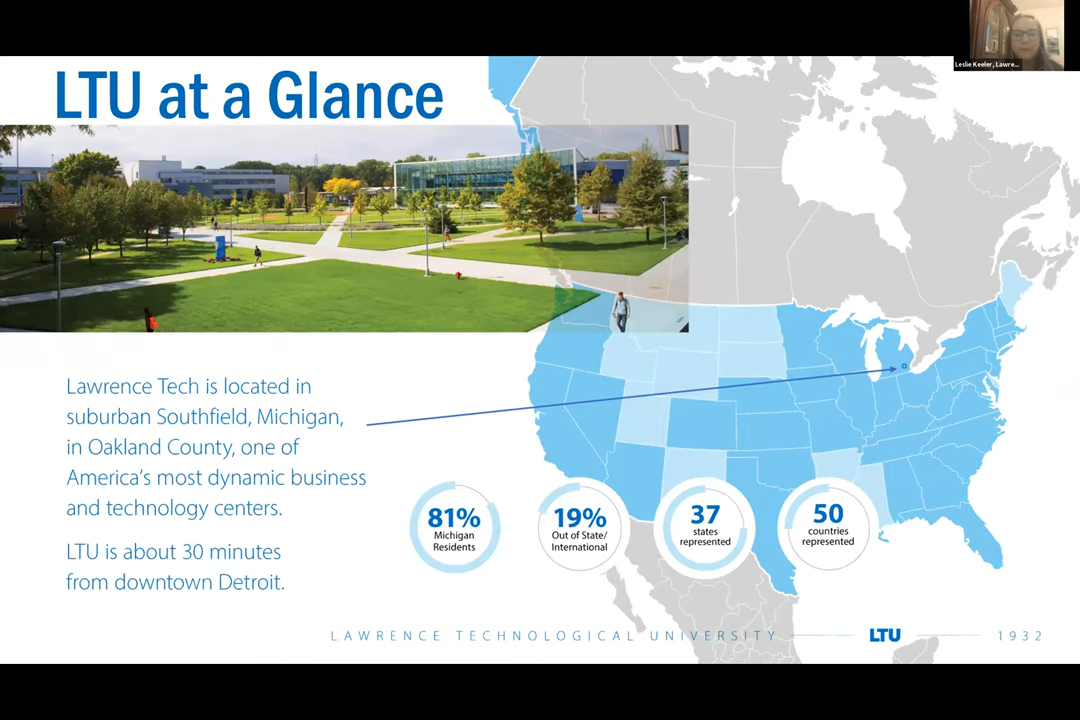 Leslie Keeler, Lawre...
LTU at a Glance
Lawrence Tech is located in
suburban Southfield, Michigan,
in Oakland County, one of
America's most dynamic business
and technology centers.
LTU is about 30 minutes
from downtown Detroit.
81%
Michigan
Residents
19%
Out of State/
International
37
states
represented
50
countries
represented
LAWRENCE TECHNOLOGICAL UNIVERSITY LTU 1932